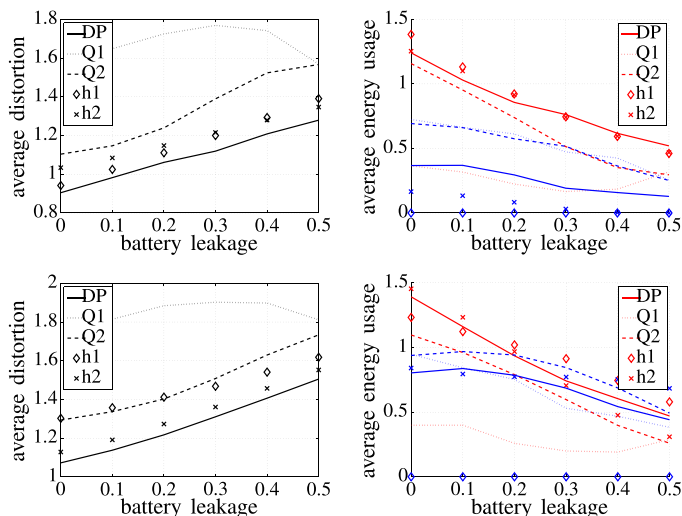 1.8
1.6
1.4
1.2
1
0.8
average distortion
DP
Q1
Q2
h1
h2
0 0.1 0.2 0.3 0.4 0.5
battery leakage
1.5
1
0.5
0
average energy usage
DP
Q1
Q2
h1
h2
0 0.1 0.2 0.3 0.4 0.5
battery leakage
2
1.8
1.6
1.4
1.2
1
average distortion
DP
Q1
Q2
h1
h2
0 0.1 0.2 0.3 0.4 0.5
battery leakage
1.5
1
0.5
0
average energy usage
DP
Q1
Q2
h1
h2
0 0.1 0.2 0.3 0.4 0.5
battery leakage